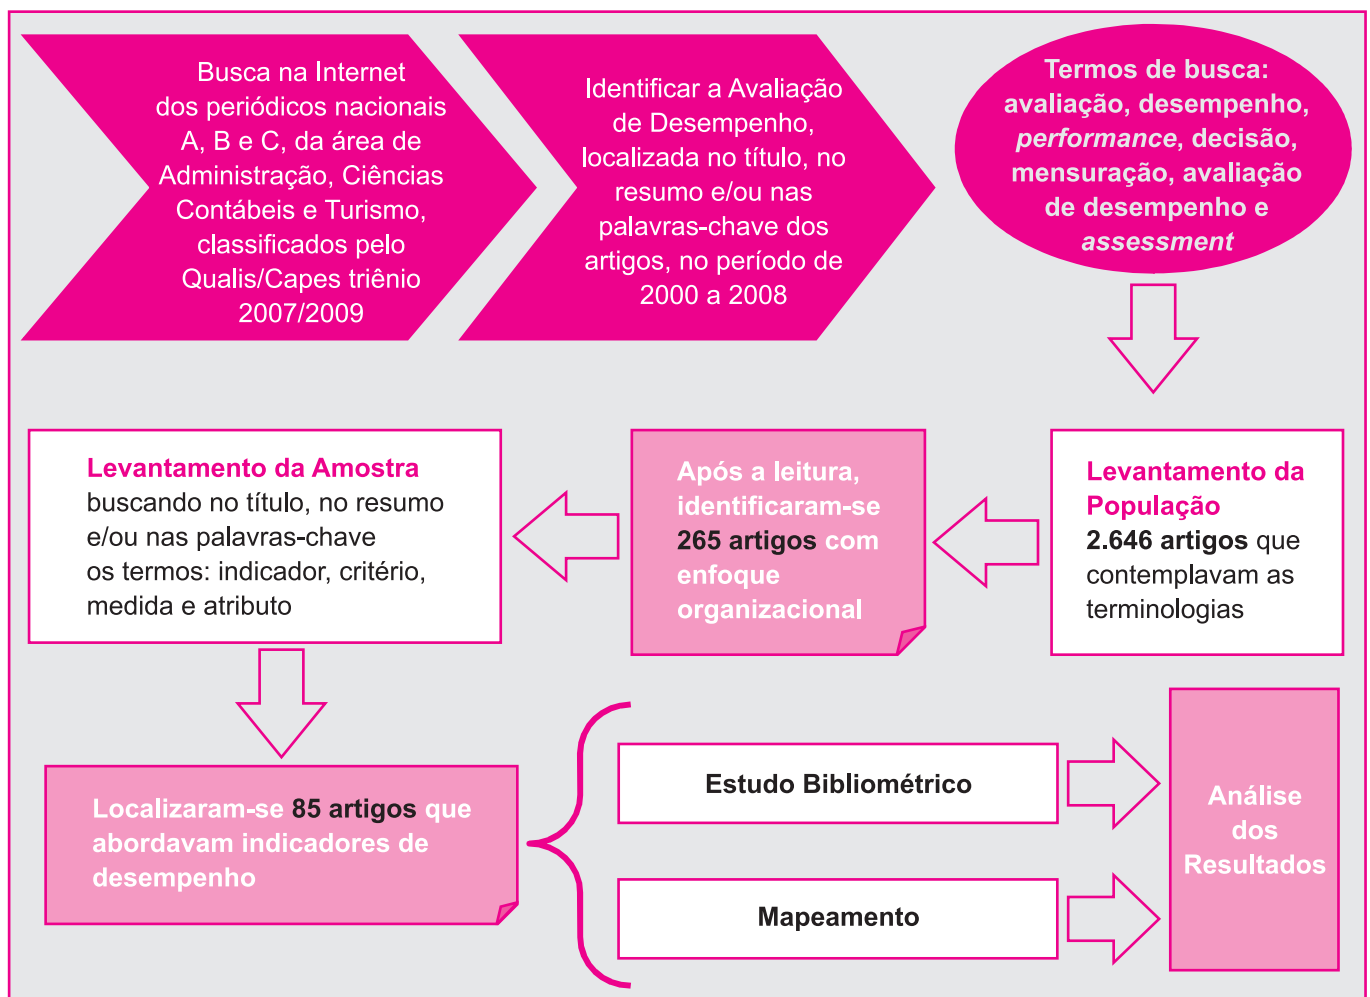 Busca na Internet
dos periódicos nacionais
A, B e C, da área de
Administração, Ciências
Contábeis e Turismo,
classificados pelo
Qualis/Capes triênio
2007/2009
Identificar a Avaliação
de Desempenho,
localizada no título, no
resumo e/ou nas
palavras-chave dos
artigos, no período de
2000 a 2008
Termos de busca:
avaliação, desempenho,
performance, decisão,
mensuração, avaliação
de desempenho e
assessment
Levantamento da
População
2.646 artigos que
contemplavam as
terminologias
Após a leitura,
identificaram-se
265 artigos com
enfoque
organizacional
Levantamento da Amostra
buscando no título, no resumo
e/ou nas palavras-chave
os termos: indicador, critério,
medida e atributo
Localizaram-se 85 artigos que
abordavam indicadores de
desempenho
Estudo Bibliométrico
Mapeamento
Análise
dos
Resultados